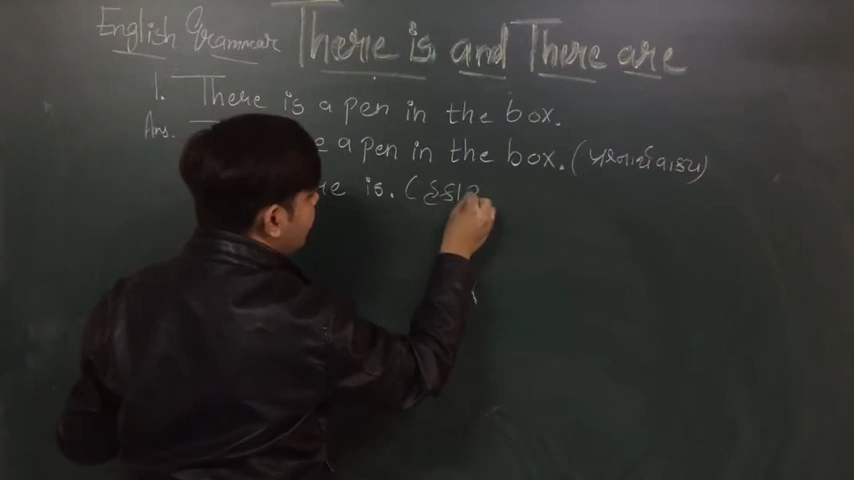 English Grammar There is and There are
1. There is a pen in the box.
Ans. a pen in the box. (પ્રશ્નાર્થ વાક્ય)
is. (હકાર